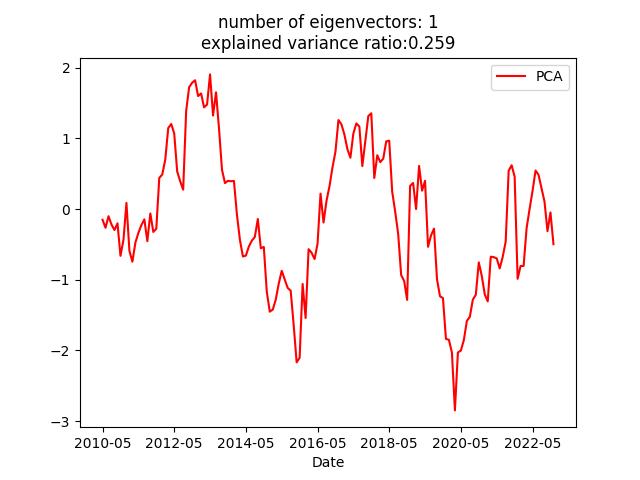 number of eigenvectors: 1
explained variance ratio:0.259
PCA
2
1
0
−1
−2
−3
2010-05 2012-05 2014-05 2016-05 2018-05 2020-05 2022-05
Date